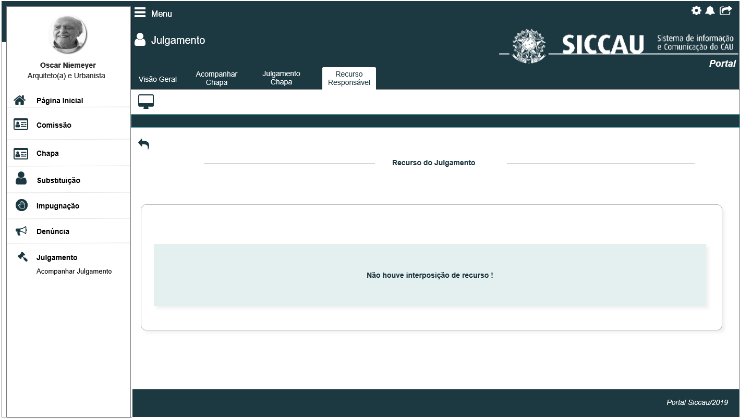 Menu
Julgamento
SICCAU
Sistema de informação
e Comunicação do CAU
Portal
Oscar Niemeyer
Arquiteto(a) e Urbanista
Página Inicial
Comissão
Chapa
Substituição
Impugnação
Denúncia
Julgamento
Acompanhar Julgamento
Visão Geral
Acompanhar
Chapa
Julgamento
Chapa
Recurso
Responsável
Recurso do Julgamento
Não houve interposição de recurso !
Portal Siccau/2019